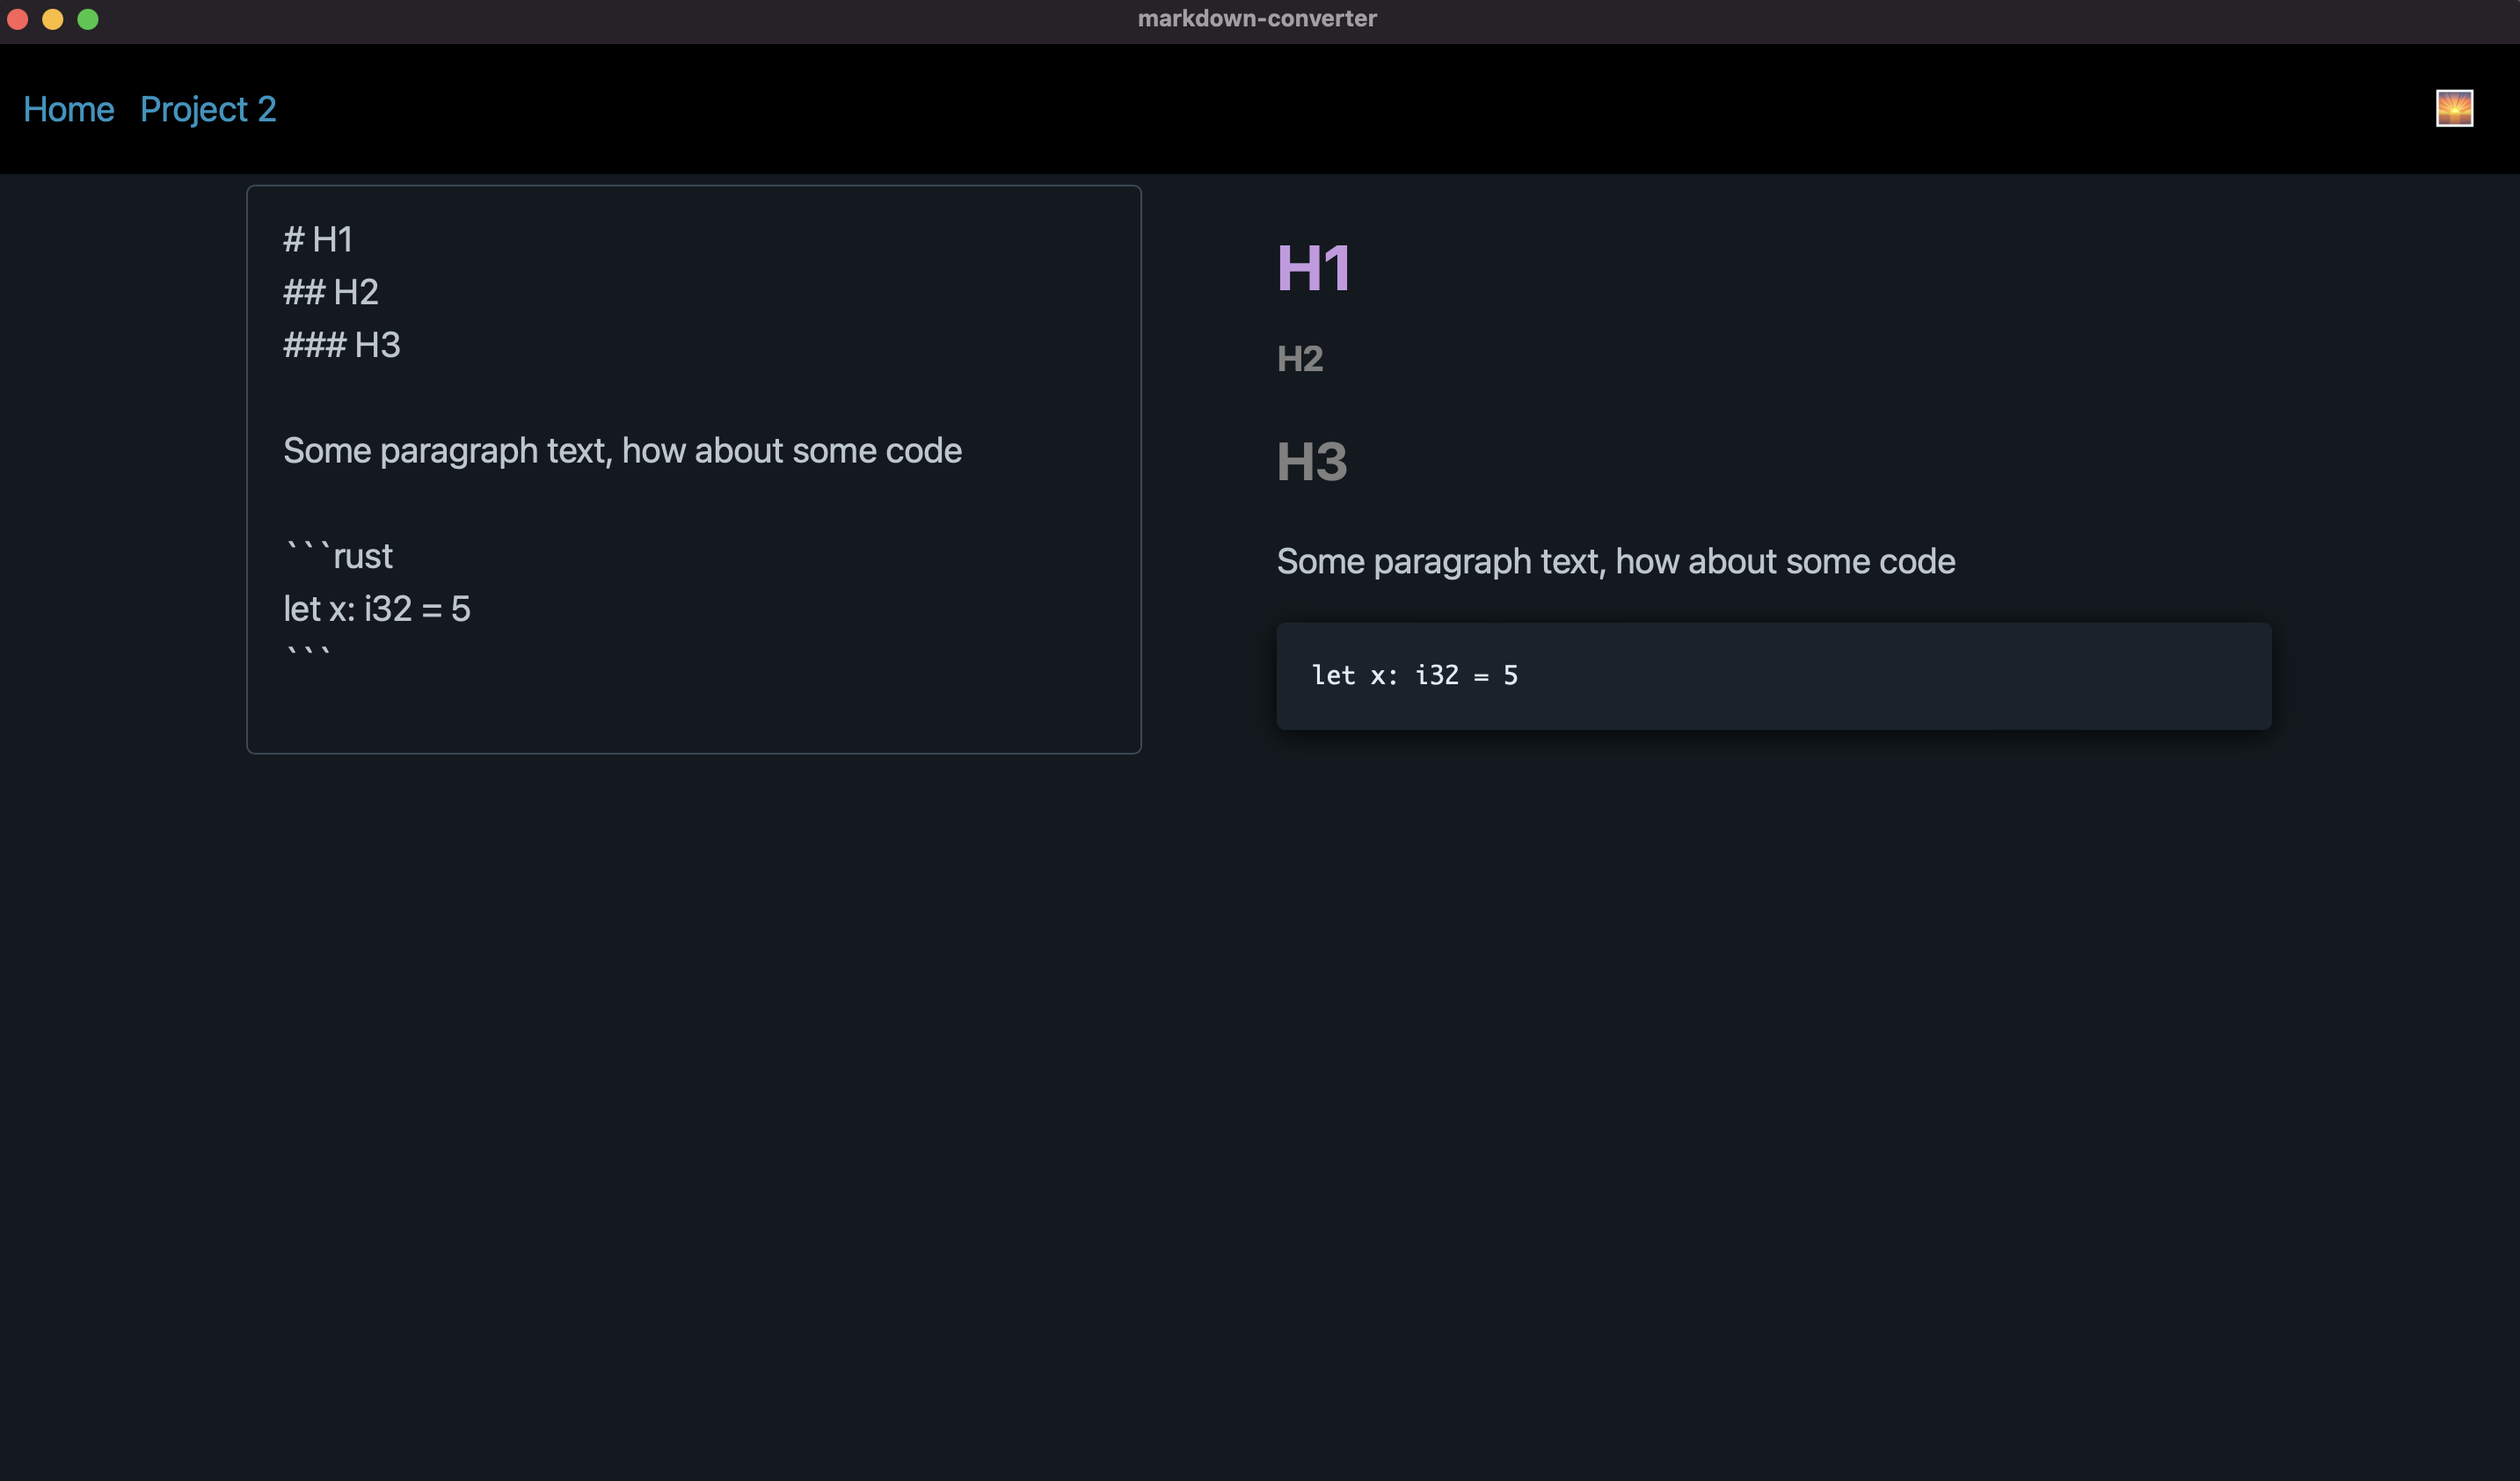 markdown-converter
Home Project 2
# H1
## H2
### H3
Some paragraph text, how about some code
```rust
let x: i32 = 5
```
H1
H2
H3
Some paragraph text, how about some code
let x: i32 = 5